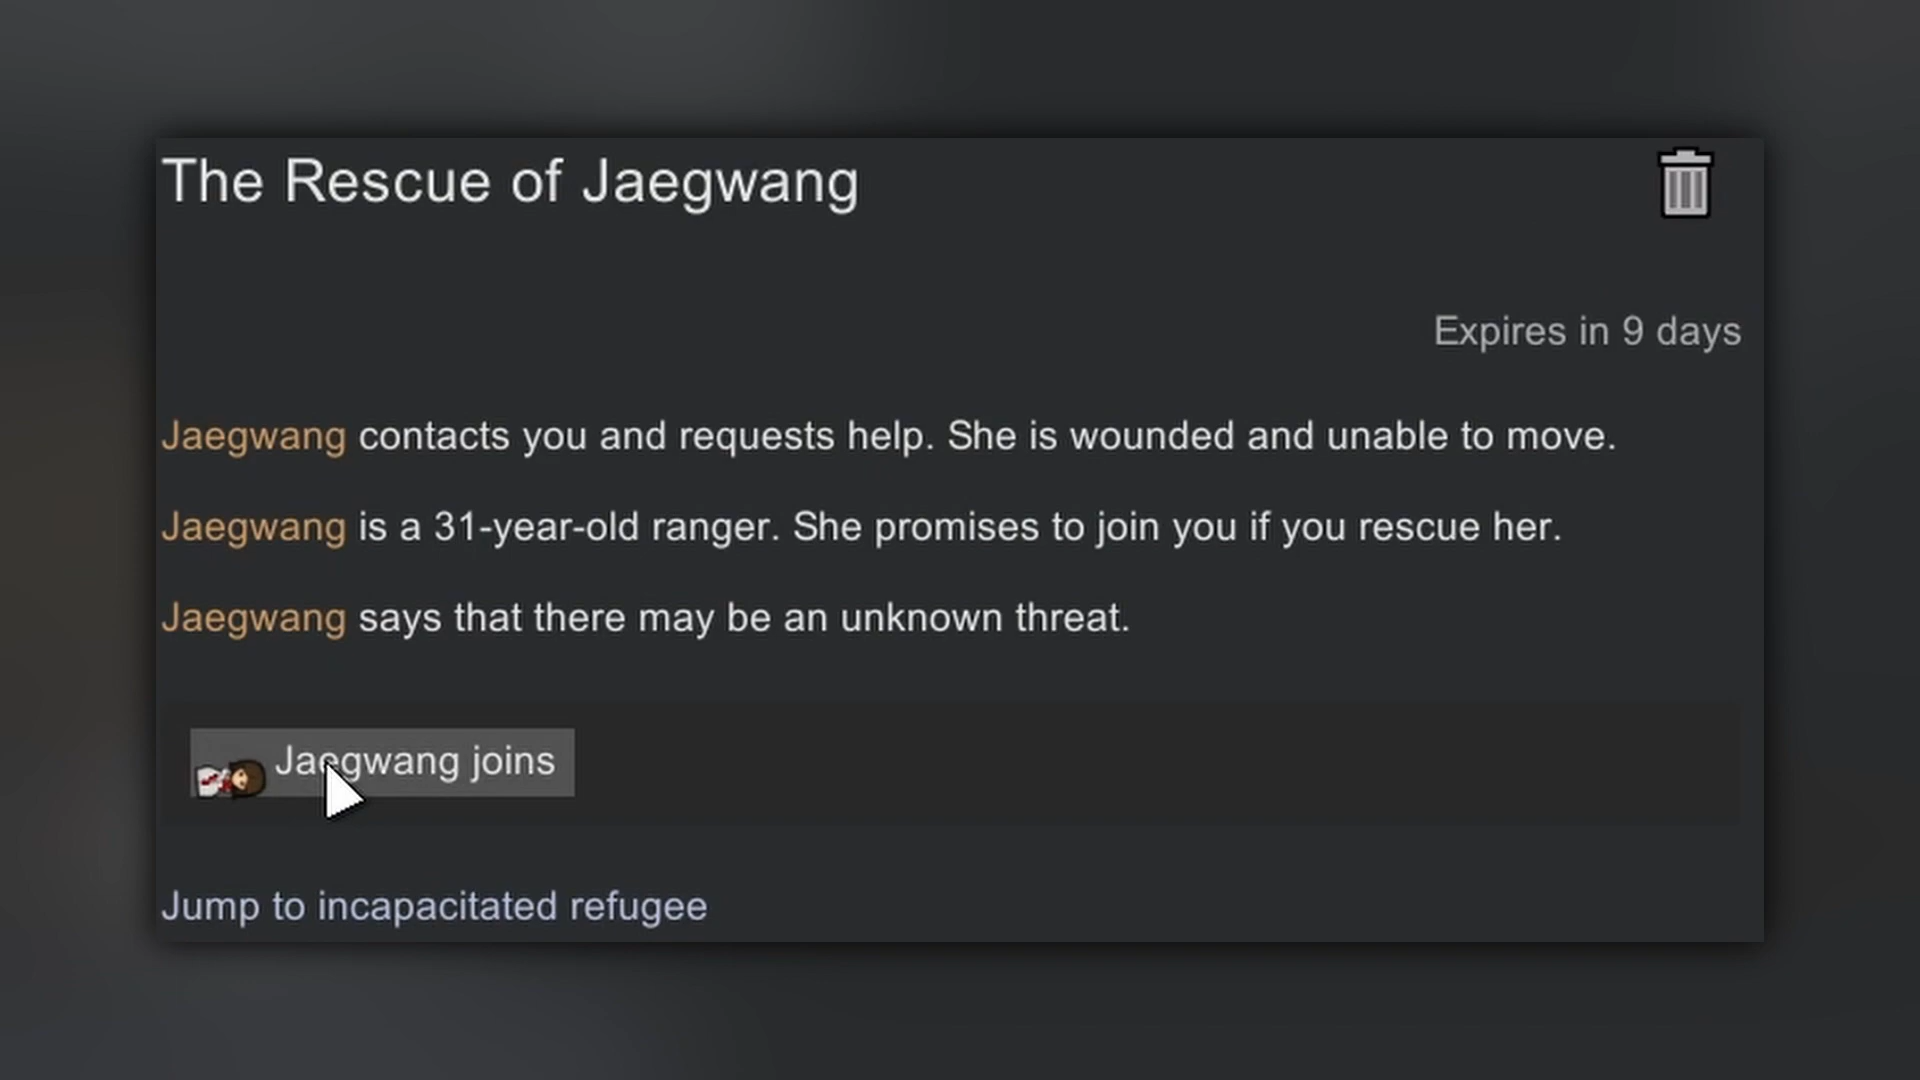 The Rescue of Jaegwang
Expires in 9 days
Jaegwang contacts you and requests help. She is wounded and unable to move.
Jaegwang is a 31-year-old ranger. She promises to join you if you rescue her.
Jaegwang says that there may be an unknown threat.
Jaegwang joins
Jump to incapacitated refugee